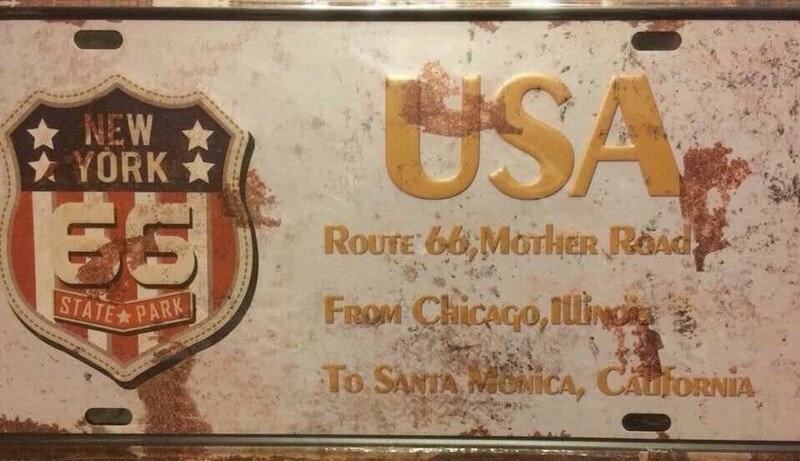 NEW
YORK
66
STATE★PARK
USA
Route 66, Mother Road
From Chicago, Illinois
To Santa Monica, California